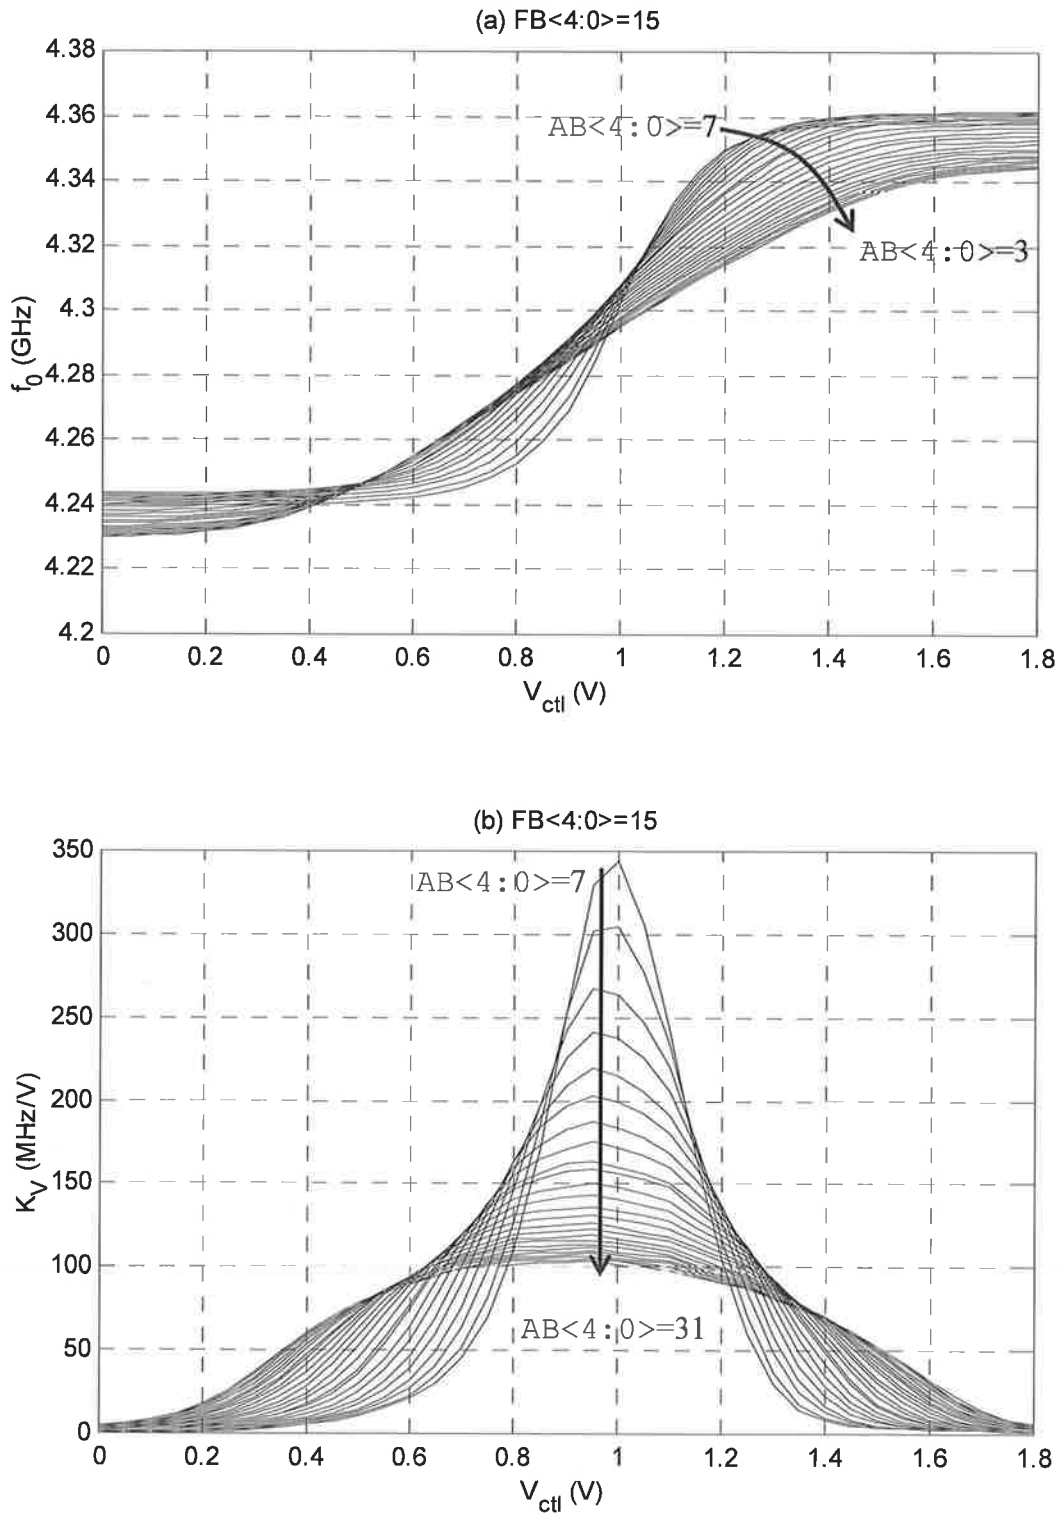 (a) FB<4:0>=15
4.38
4.36
4.34
4.32
4.3
4.28
4.26
4.24
4.22
4.2
f0 (GHz)
AB<4:0>=7
AB<4:0>=3
0 0.2 0.4 0.6 0.8 1 1.2 1.4 1.6 1.8
Vctl (V)
(b) FB<4:0>=15
350
300
250
200
150
100
50
0
KV (MHz/V)
AB<4:0>=7
AB<4:0>=31
0 0.2 0.4 0.6 0.8 1 1.2 1.4 1.6 1.8
Vctl (V)